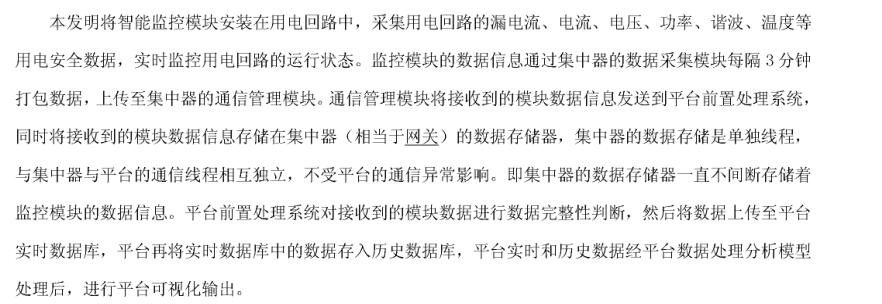 本发明将智能监控模块安装在用电回路中，采集用电回路的漏电流、电流、电压、功率、谐波、温度等
用电安全数据，实时监控用电回路的运行状态。监控模块的数据信息通过集中器的数据采集模块每隔 3 分钟
打包数据，上传至集中器的通信管理模块。通信管理模块将接收到的模块数据信息发送到平台前置处理系统，
同时将接收到的模块数据信息存储在集中器（相当于网关）的数据存储器，集中器的数据存储是单独线程，
与集中器与平台的通信线程相互独立，不受平台的通信异常影响。即集中器的数据存储器一直不间断存储着
监控模块的数据信息。平台前置处理系统对接收到的模块数据进行数据完整性判断，然后将数据上传至平台
实时数据库，平台再将实时数据库中的数据存入历史数据库，平台实时和历史数据经平台数据处理分析模型
处理后，进行平台可视化输出。